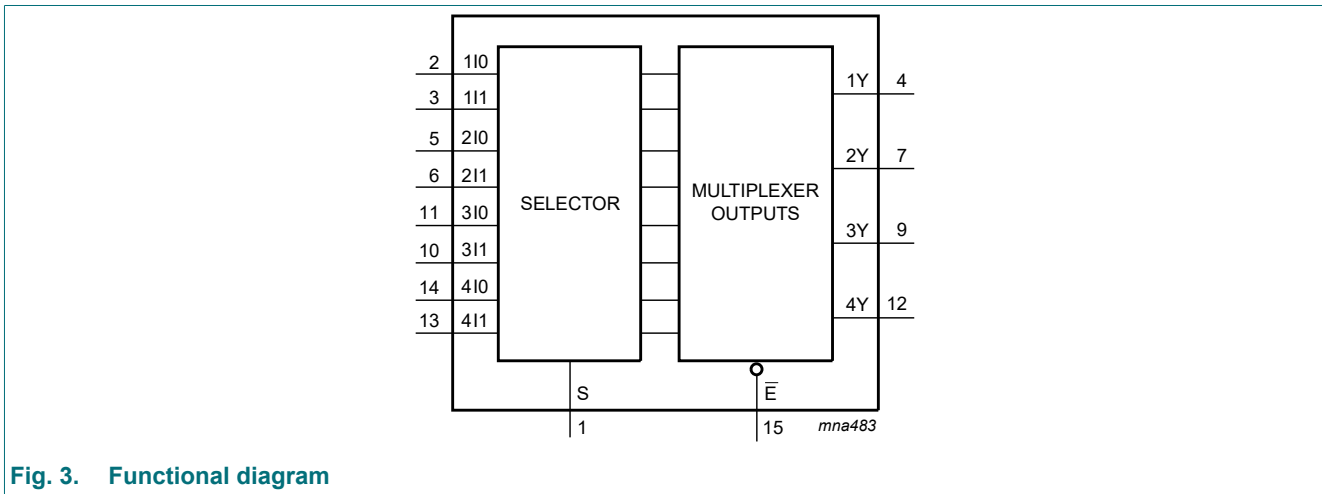 2 1I0
3 1I1
5 2I0
6 2I1
11 3I0
10 3I1
14 4I0
13 4I1
SELECTOR
MULTIPLEXER
OUTPUTS
1Y 4
2Y 7
3Y 9
4Y 12
S
1
E̅
15
mna483
Fig. 3. Functional diagram